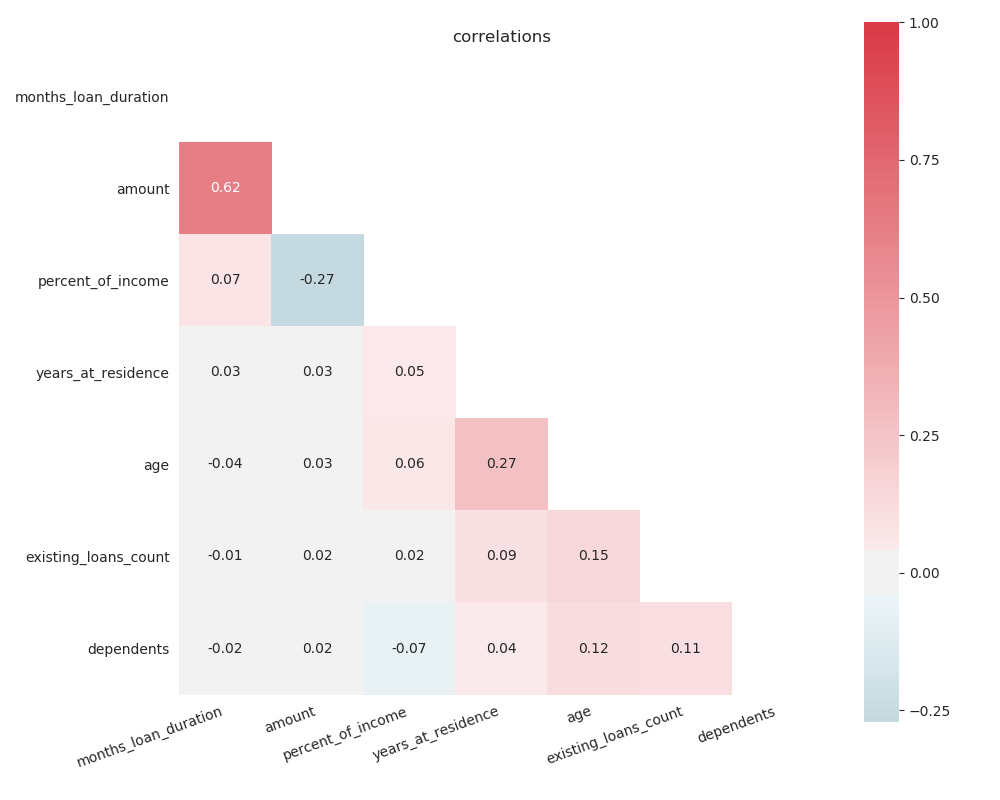 correlations
months_loan_duration
amount
0.62
percent_of_income
0.07 -0.27
years_at_residence
0.03 0.03 0.05
age
-0.04 0.03 0.06 0.27
existing_loans_count
-0.01 0.02 0.02 0.09 0.15
dependents
-0.02 0.02 -0.07 0.04 0.12 0.11
months_loan_duration
amount
percent_of_income
years_at_residence
age
existing_loans_count
dependents
1.00
0.75
0.50
0.25
0.00
−0.25